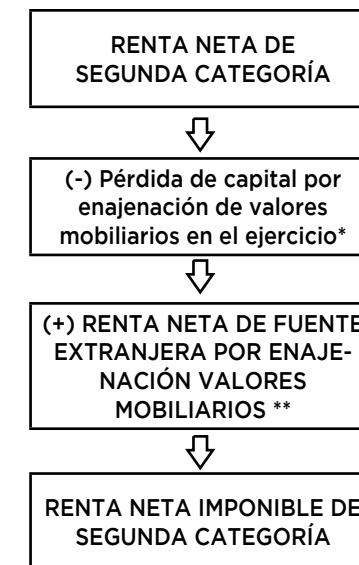 RENTA NETA DE
SEGUNDA CATEGORÍA
(-) Pérdida de capital por
enajenación de valores
mobiliarios en el ejercicio*
(+) RENTA NETA DE FUENTE
EXTRANJERA POR ENAJE-
NACIÓN VALORES
MOBILIARIOS **
RENTA NETA IMPONIBLE DE
SEGUNDA CATEGORÍA